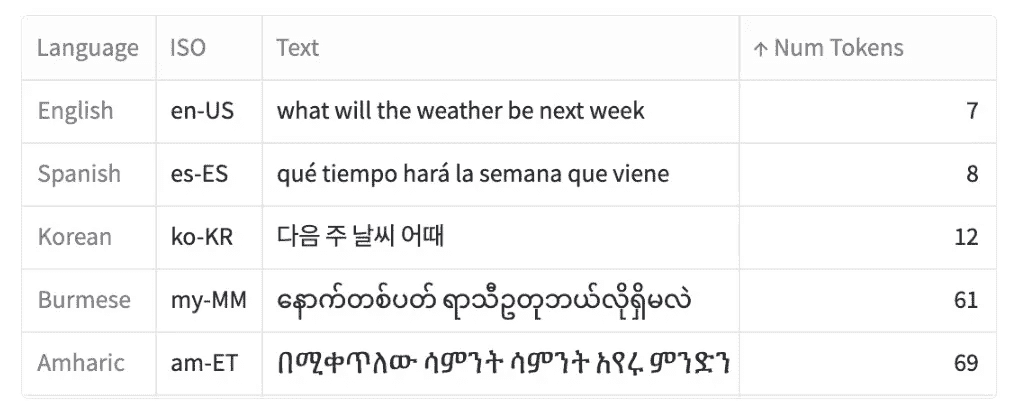 Language ISO Text ↑ Num Tokens
English en-US what will the weather be next week 7
Spanish es-ES qué tiempo hará la semana que viene 8
Korean ko-KR 다음 주 날씨 어때 12
Burmese my-MM နောက်တစ်ပတ် ရာသီဥတုဘယ်လိုရှိမလဲ 61
Amharic am-ET በሚቀጥለው ሳምንት ሳምንት አየሩ ምንድን 69